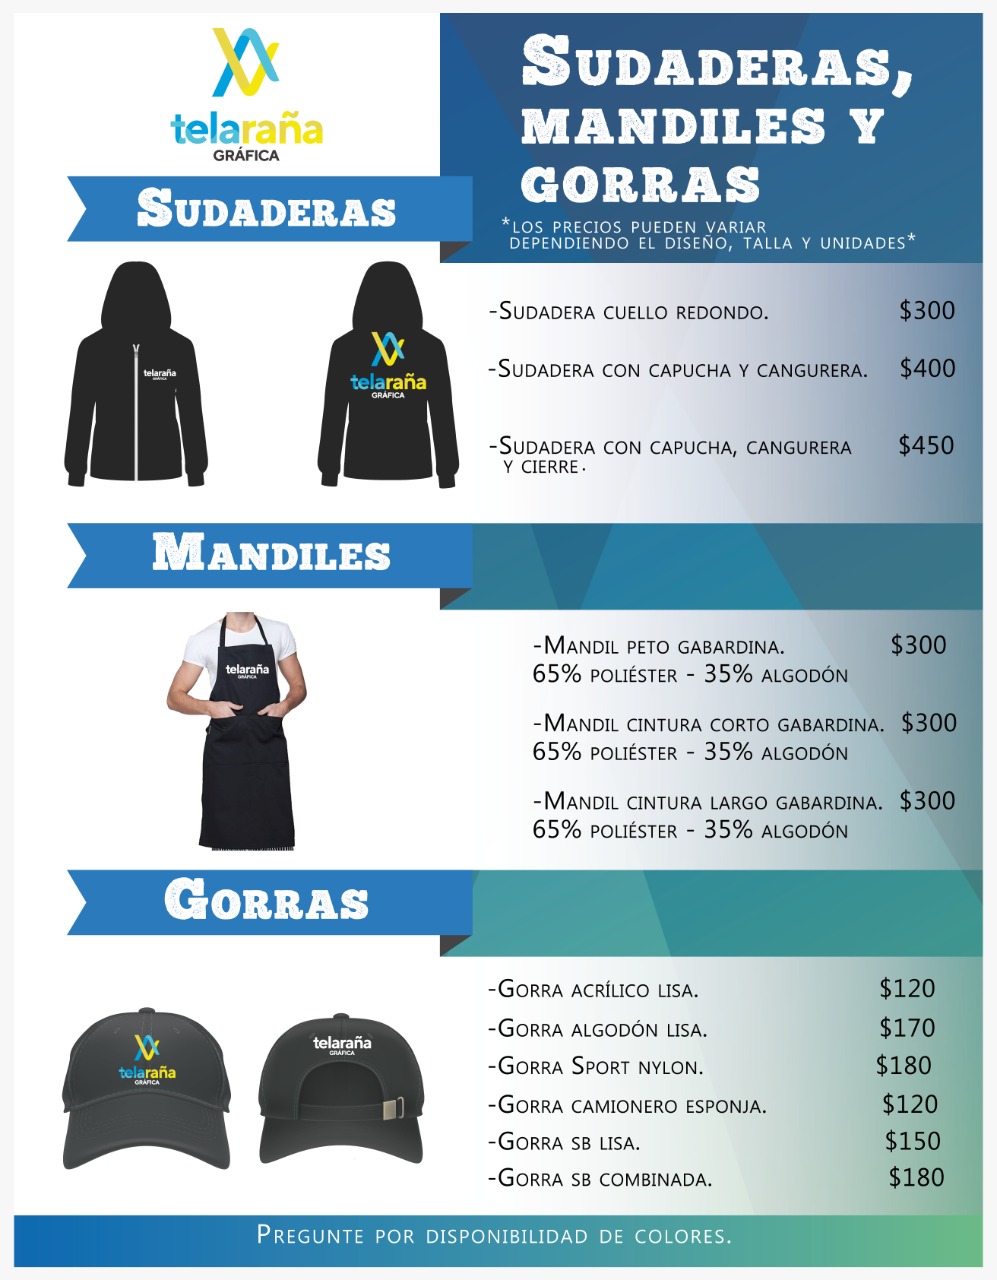 telaraña
GRÁFICA
Sudaderas,
mandiles y
gorras
*los precios pueden variar
dependiendo el diseño, talla y unidades*
Sudaderas
telaraña
GRÁFICA
telaraña
GRÁFICA
-Sudadera cuello redondo. $300
-Sudadera con capucha y cangurera. $400
-Sudadera con capucha, cangurera $450
y cierre.
Mandiles
telaraña
GRÁFICA
-Mandil peto gabardina. $300
65% poliéster - 35% algodón
-Mandil cintura corto gabardina. $300
65% poliéster - 35% algodón
-Mandil cintura largo gabardina. $300
65% poliéster - 35% algodón
Gorras
telaraña
GRÁFICA
telaraña
GRÁFICA
-Gorra acrílico lisa. $120
-Gorra algodón lisa. $170
-Gorra Sport nylon. $180
-Gorra camionero esponja. $120
-Gorra sb lisa. $150
-Gorra sb combinada. $180
Pregunte por disponibilidad de colores.